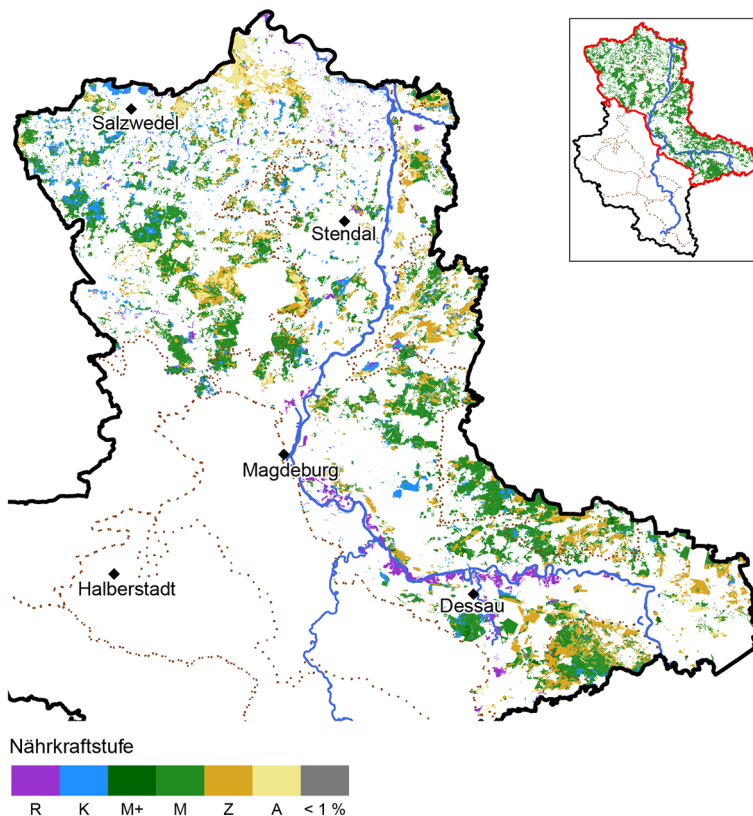 Salzwedel
Stendal
Magdeburg
Halberstadt
Dessau
Nährkraftstufe
R K M+ M Z A < 1 %